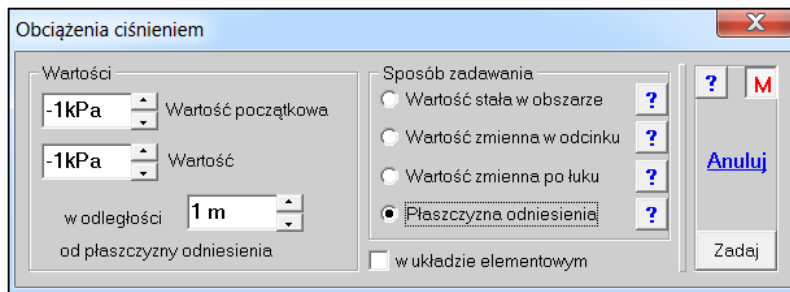 Obciążenia ciśnieniem
X
Wartości
-1kPa Wartość początkowa
-1kPa Wartość
w odległości 1 m
od płaszczyzny odniesienia
Sposób zadawania
Wartość stała w obszarze ?
Wartość zmienna w odcinku ?
Wartość zmienna po łuku ?
Płaszczyzna odniesienia ?
w układzie elementowym
? M
Anuluj
Zadaj